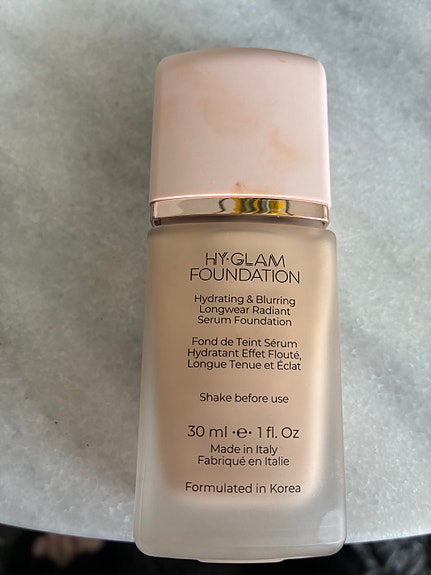 HY-GLAM
FOUNDATION
Hydrating & Blurring
Longwear Radiant
Serum Foundation
Fond de Teint Sérum
Hydratant Effet Flouté,
Longue Tenue et Éclat
Shake before use
30 ml ·e· 1 fl. Oz
Made in Italy
Fabriqué en Italie
Formulated in Korea